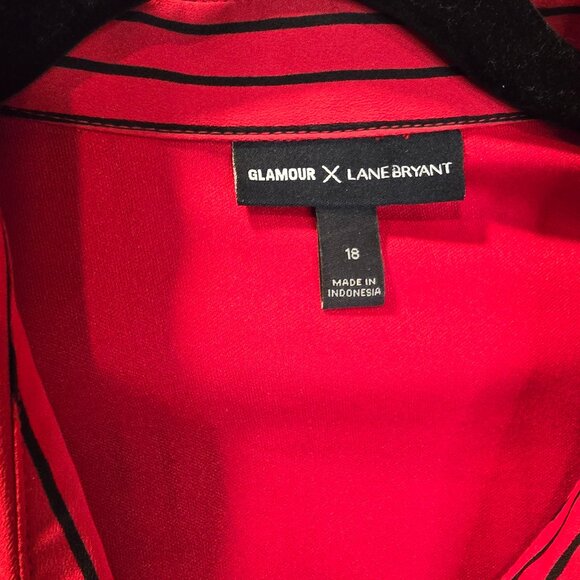 GLAMOUR X LANE BRYANT
18
MADE IN
INDONESIA